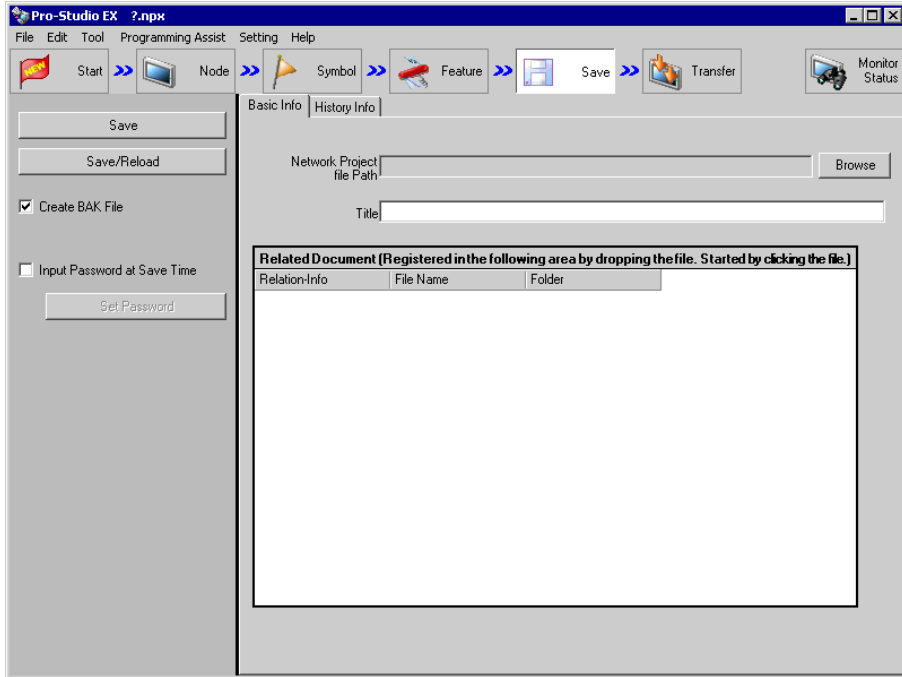 Pro-Studio EX ?.npx
File Edit Tool Programming Assist Setting Help
NEW Start Node Symbol Feature Save Transfer Monitor Status
Basic Info History Info
Save
Save/Reload
Network Project file Path Browse
Create BAK File
Title
Input Password at Save Time
Set Password
Related Document (Registered in the following area by dropping the file. Started by clicking the file.)
Relation-Info File Name Folder